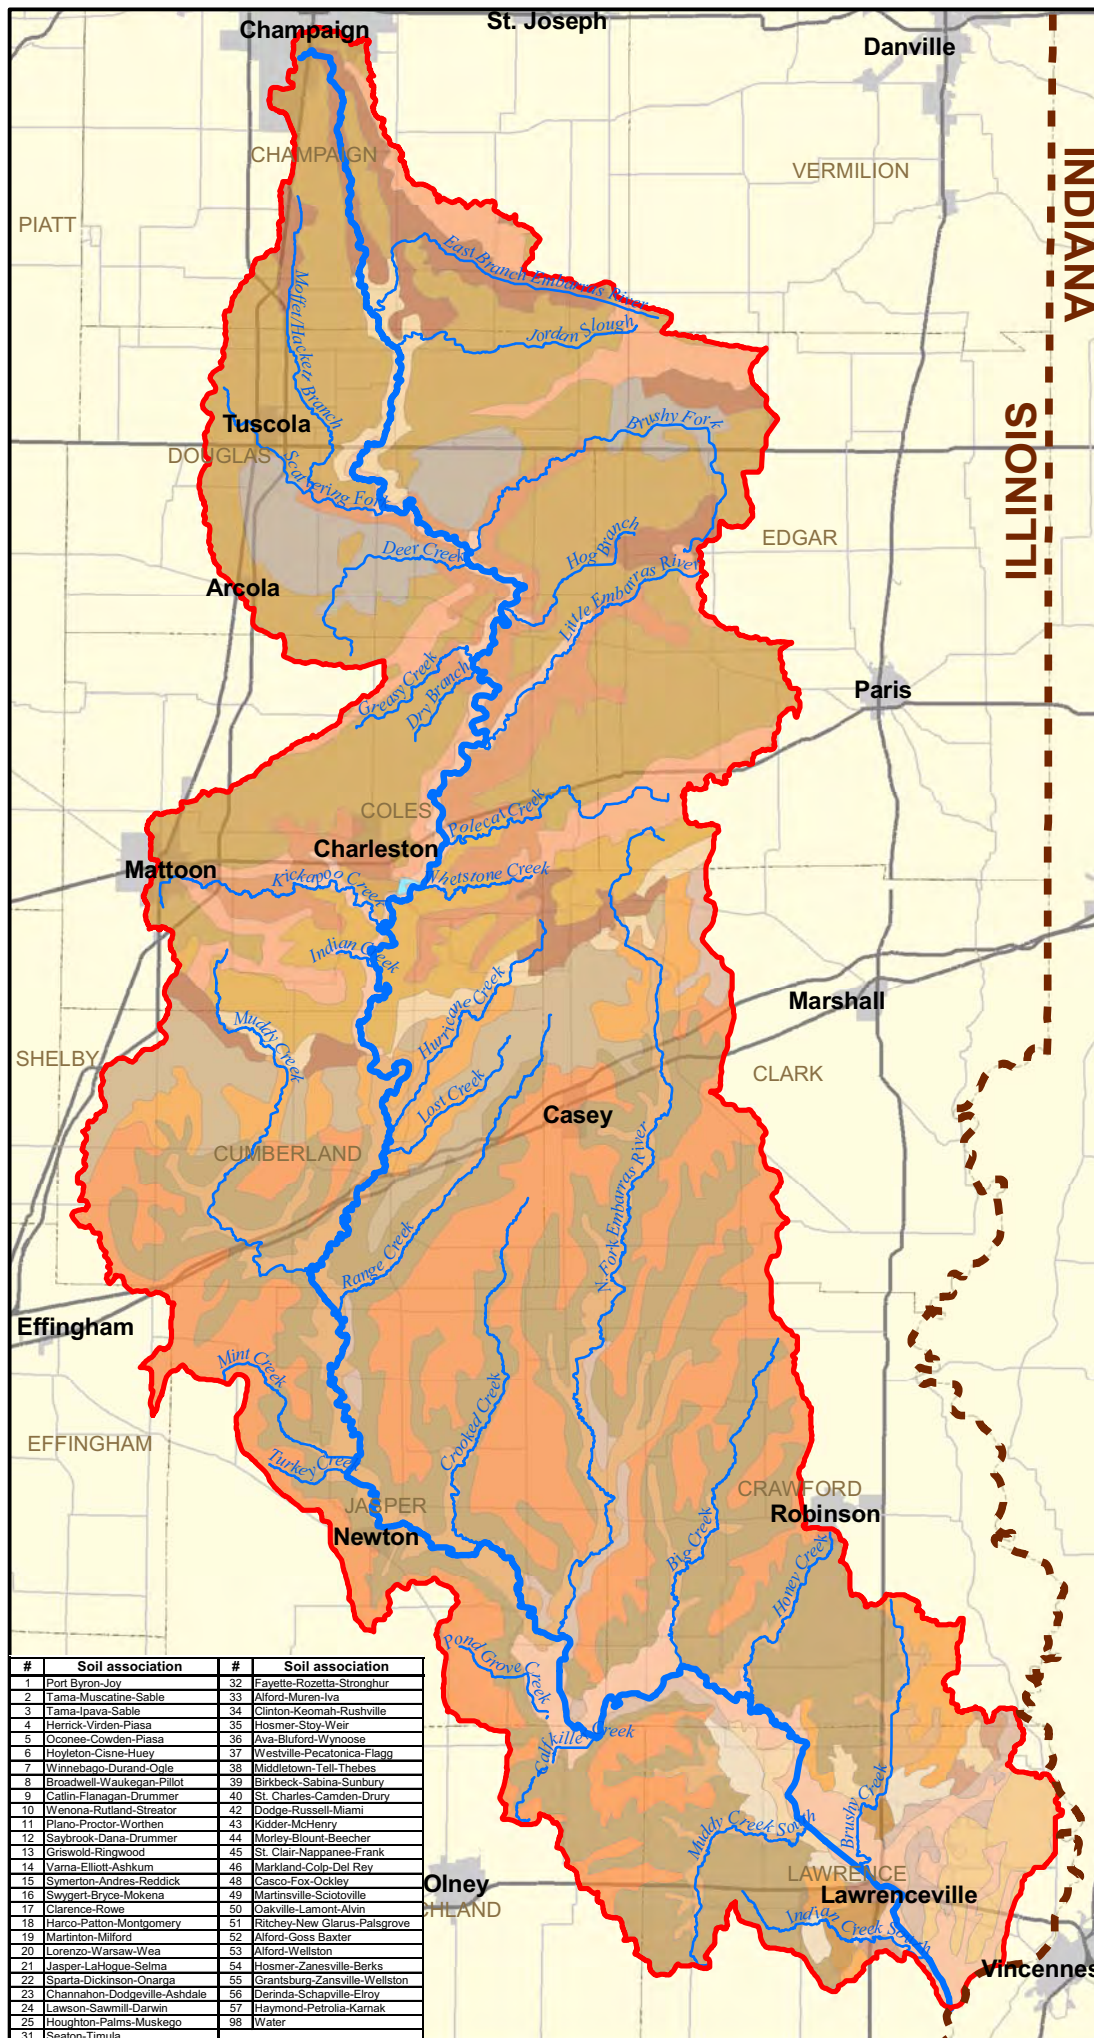 Champaign
St. Joseph
Danville
CHAMPAIGN
VERMILION
INDIANA
PIATT
East Branch Embarras River
Moffet/Hackett Branch
Jordan Slough
ILLINOIS
Tuscola
Brushy Fork
DOUGLAS
Scattering Fork
EDGAR
Deer Creek
Hog Branch
Little Embarras River
Arcola
Greasy Creek
Dry Branch
Paris
COLES
Polecat Creek
Charleston
Mattoon
Kickapoo Creek
Whetstone Creek
Indian Creek
Hurricane Creek
Marshall
Muddy Creek
SHELBY
CLARK
Lost Creek
Casey
CUMBERLAND
N. Fork Embarras River
Range Creek
Effingham
Mint Creek
Crooked Creek
EFFINGHAM
Turkey Creek
CRAWFORD
JASPER
Robinson
Newton
Big Creek
Honey Creek
Pond Grove Creek
Calfkiller Creek
Brushy Creek
Muddy Creek South
LAWRENCE
Olney
Lawrenceville
CHLAND
Indian Creek South
Vincennes
# Soil association # Soil association
1 Port Byron-Joy 32 Fayette-Rozetta-Stronghur
2 Tama-Muscatine-Sable 33 Alford-Muren-Iva
3 Tama-Ipava-Sable 34 Clinton-Keomah-Rushville
4 Herrick-Virden-Piasa 35 Hosmer-Stoy-Weir
5 Oconee-Cowden-Piasa 36 Ava-Bluford-Wynoose
6 Hoyleton-Cisne-Huey 37 Westville-Pecatonica-Flagg
7 Winnebago-Durand-Ogle 38 Middletown-Tell-Thebes
8 Broadwell-Waukegan-Pillot 39 Birkbeck-Sabina-Sunbury
9 Catlin-Flanagan-Drummer 40 St. Charles-Camden-Drury
10 Wenona-Rutland-Streator 42 Dodge-Russell-Miami
11 Plano-Proctor-Worthen 43 Kidder-McHenry
12 Saybrook-Dana-Drummer 44 Morley-Blount-Beecher
13 Griswold-Ringwood 45 St. Clair-Nappanee-Frank
14 Varna-Elliott-Ashkum 46 Markland-Colp-Del Rey
15 Symerton-Andres-Reddick 48 Casco-Fox-Ockley
16 Swygert-Bryce-Mokena 49 Martinsville-Sciotoville
17 Clarence-Rowe 50 Oakville-Lamont-Alvin
18 Harco-Patton-Montgomery 51 Ritchey-New Glarus-Palsgrove
19 Martinton-Milford 52 Alford-Goss Baxter
20 Lorenzo-Warsaw-Wea 53 Alford-Wellston
21 Jasper-LaHogue-Selma 54 Hosmer-Zanesville-Berks
22 Sparta-Dickinson-Onarga 55 Grantsburg-Zansville-Wellston
23 Channahon-Dodgeville-Ashdale 56 Derinda-Schapville-Elroy
24 Lawson-Sawmill-Darwin 57 Haymond-Petrolia-Karnak
25 Houghton-Palms-Muskego 98 Water
31 Seaton-Timula